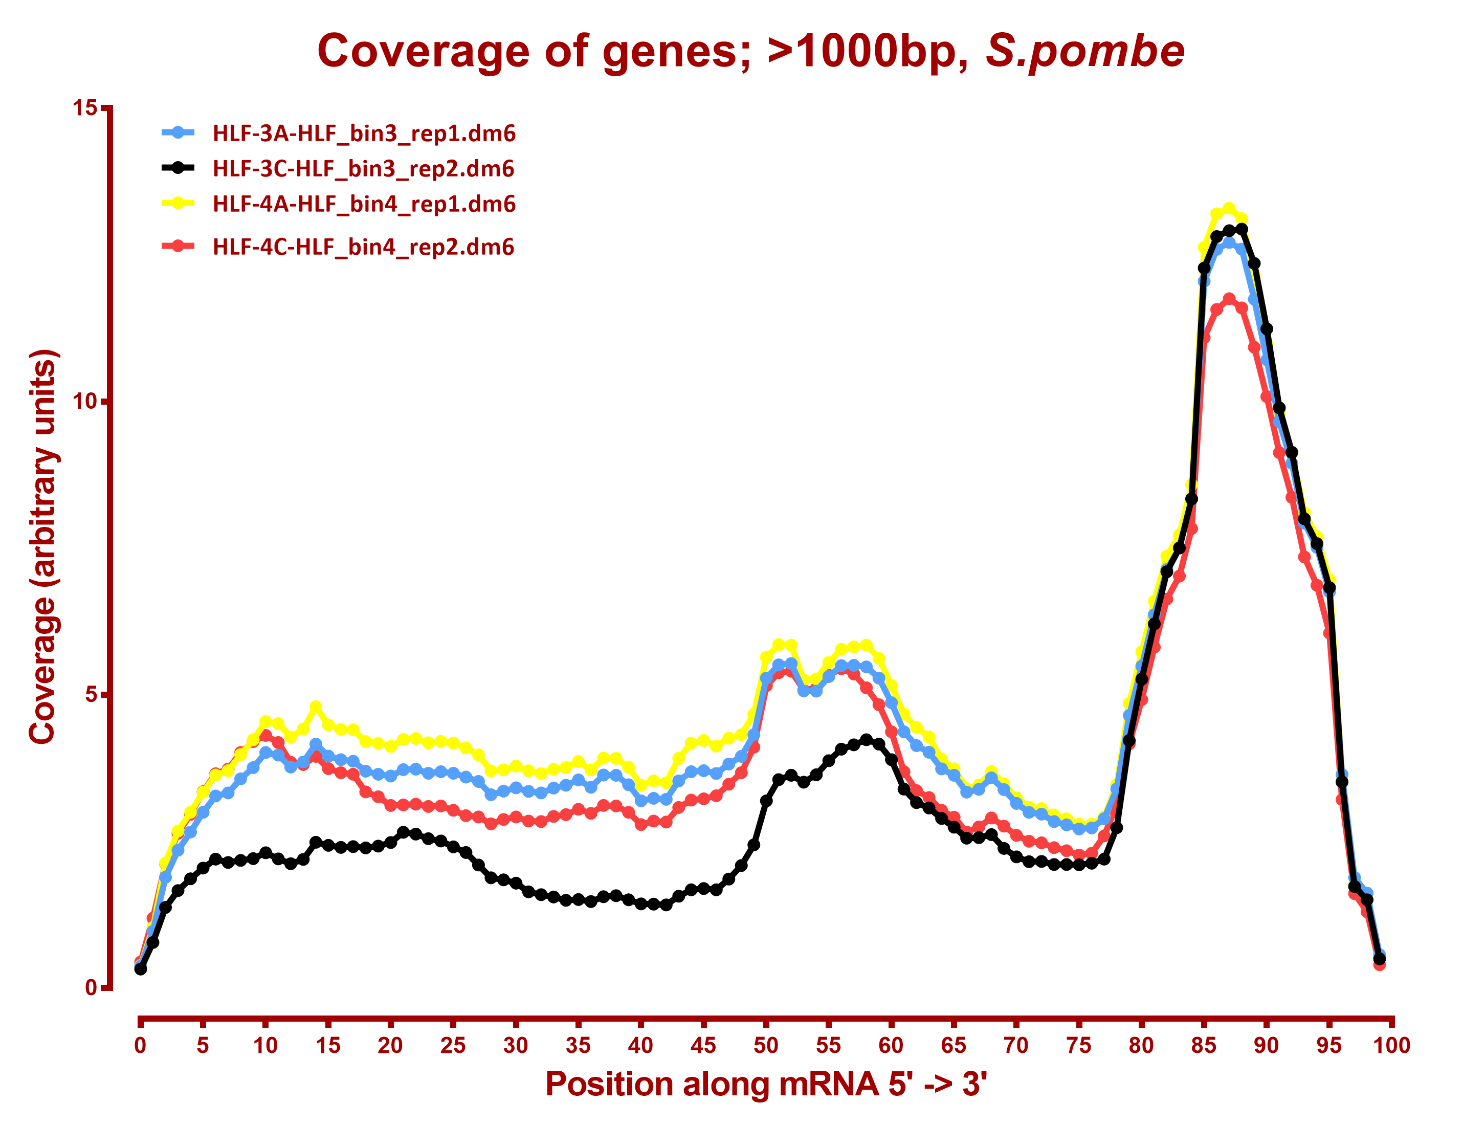 Coverage of genes; >1000bp, S.pombe
HLF-3A-HLF_bin3_rep1.dm6
HLF-3C-HLF_bin3_rep2.dm6
HLF-4A-HLF_bin4_rep1.dm6
HLF-4C-HLF_bin4_rep2.dm6
Coverage (arbitrary units)
15
10
5
0
0 5 10 15 20 25 30 35 40 45 50 55 60 65 70 75 80 85 90 95 100
Position along mRNA 5' -> 3'